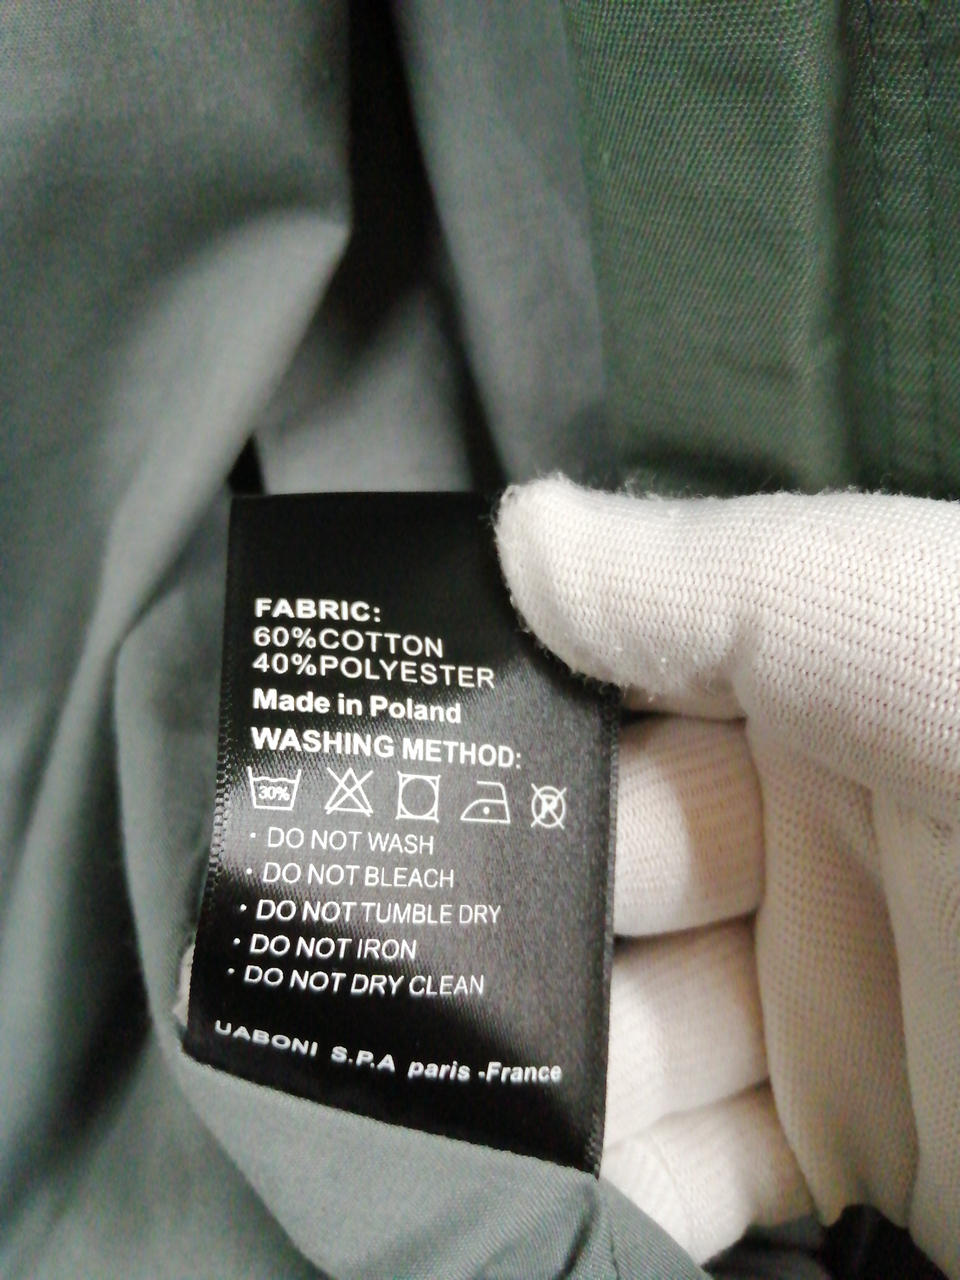 FABRIC:
60%COTTON
40%POLYESTER
Made in Poland
WASHING METHOD:
30% P
• DO NOT WASH
• DO NOT BLEACH
• DO NOT TUMBLE DRY
• DO NOT IRON
• DO NOT DRY CLEAN
UABONI S.P.A paris -France